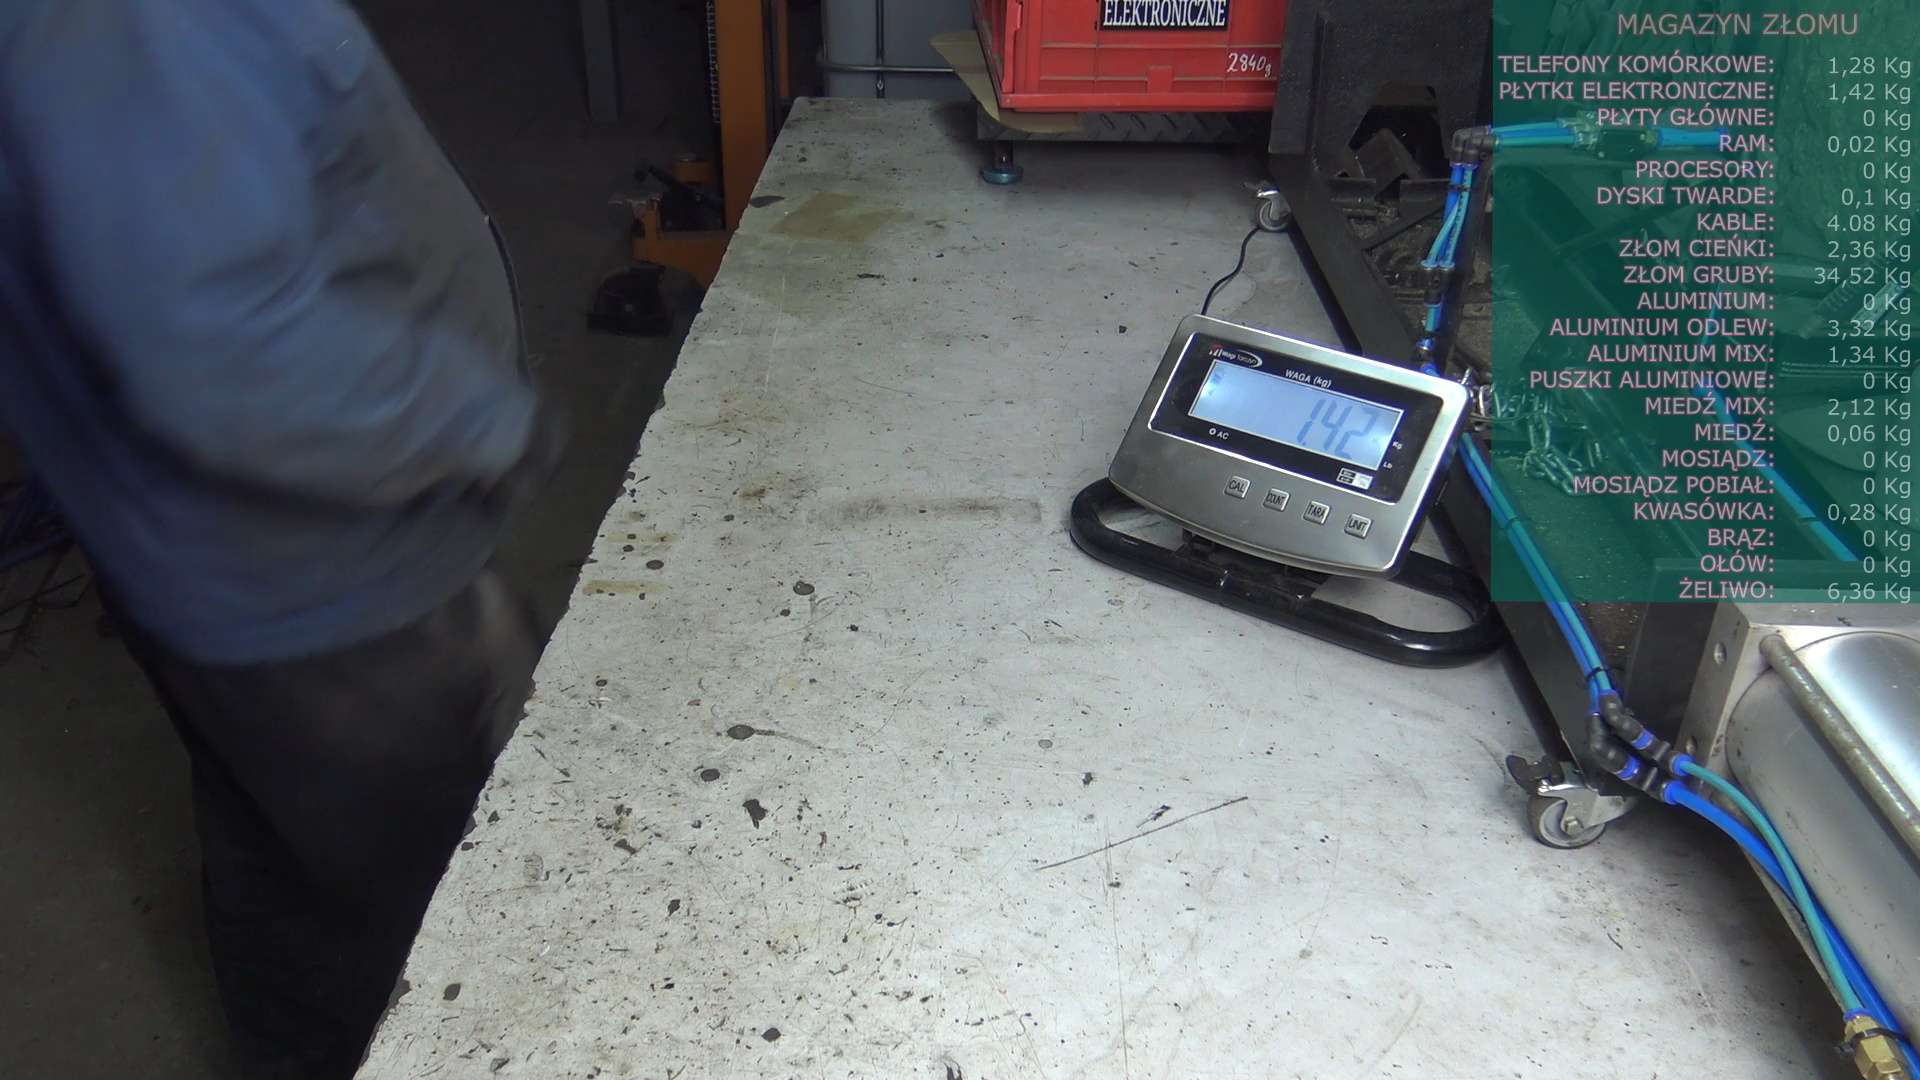 ELEKTRONICZNE
2840g
MAGAZYN ZŁOMU
TELEFONY KOMÓRKOWE: 1,28 Kg
PŁYTKI ELEKTRONICZNE: 1,42 Kg
PŁYTY GŁÓWNE: 0 Kg
RAM: 0,02 Kg
PROCESORY: 0 Kg
DYSKI TWARDE: 0,1 Kg
KABLE: 4.08 Kg
ZŁOM CIEŃKI: 2,36 Kg
ZŁOM GRUBY: 34,52 Kg
ALUMINIUM: 0 Kg
ALUMINIUM ODLEW: 3,32 Kg
ALUMINIUM MIX: 1,34 Kg
PUSZKI ALUMINIOWE: 0 Kg
MIEDŹ MIX: 2,12 Kg
MIEDŹ: 0,06 Kg
MOSIĄDZ: 0 Kg
MOSIĄDZ POBIAŁ: 0 Kg
KWASÓWKA: 0,28 Kg
BRĄZ: 0 Kg
OŁÓW: 0 Kg
ŻELIWO: 6,36 Kg
WAGA (kg)
1.42
Kg
Lb
AC
CAL COUNT TARA UNIT